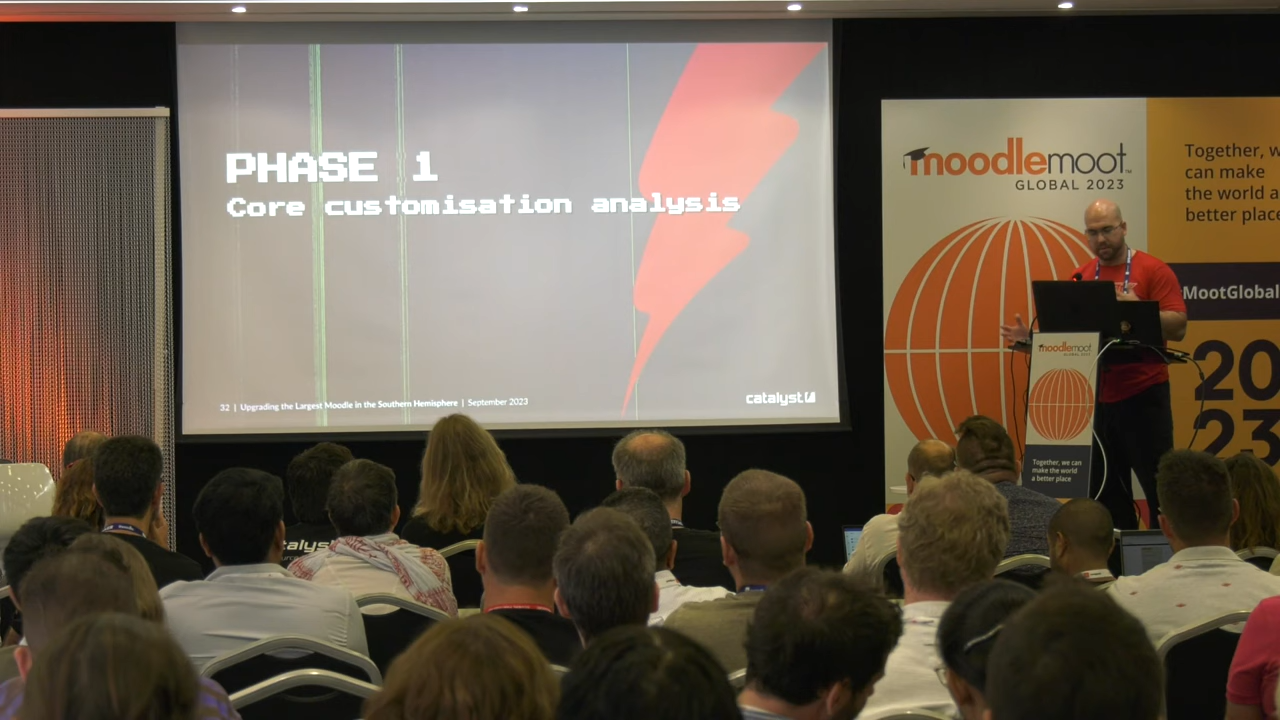 PHASE 1
Core customisation analysis
32 | Upgrading the Largest Moodle in the Southern Hemisphere | September 2023
catalyst
moodlemoot™
GLOBAL 2023
Together, w
can make
the world a
better place
MootGlobal
20
23
moodlemoot
GLOBAL 2023
Together, we can
make the world
a better place
catalyst